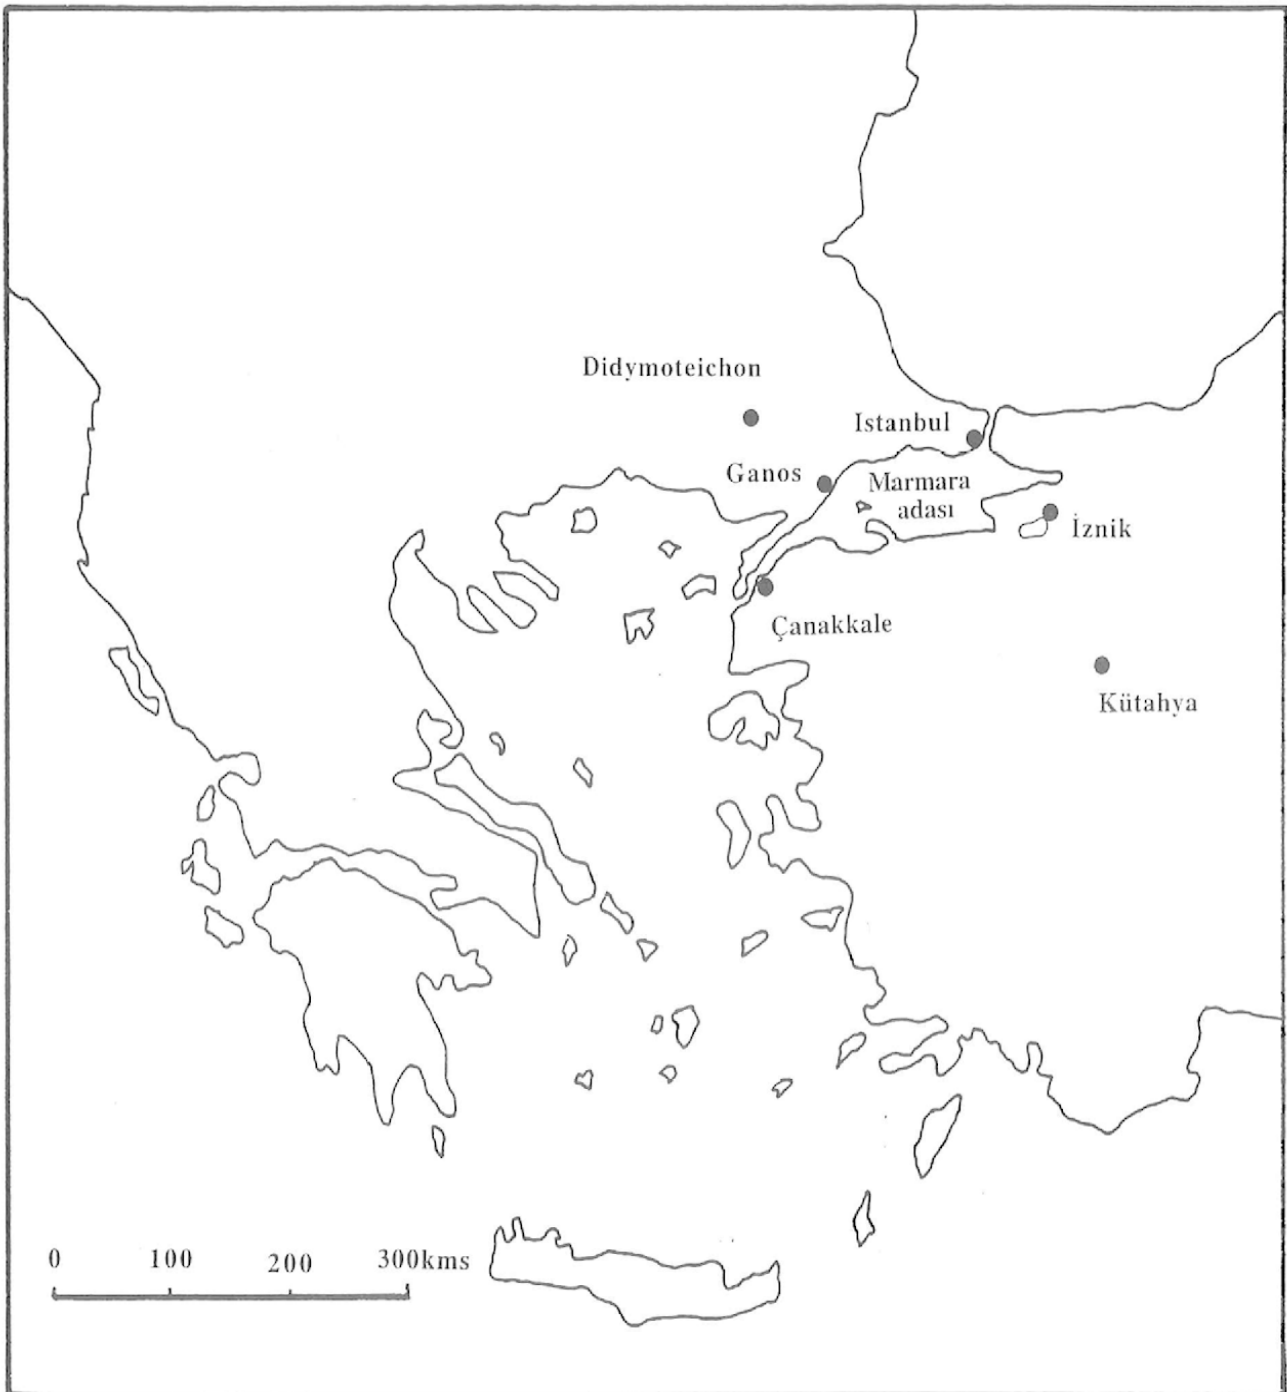 Didymoteichon
Istanbul
Ganos
Marmara
adası
İznik
Çanakkale
Kütahya
0 100 200 300kms